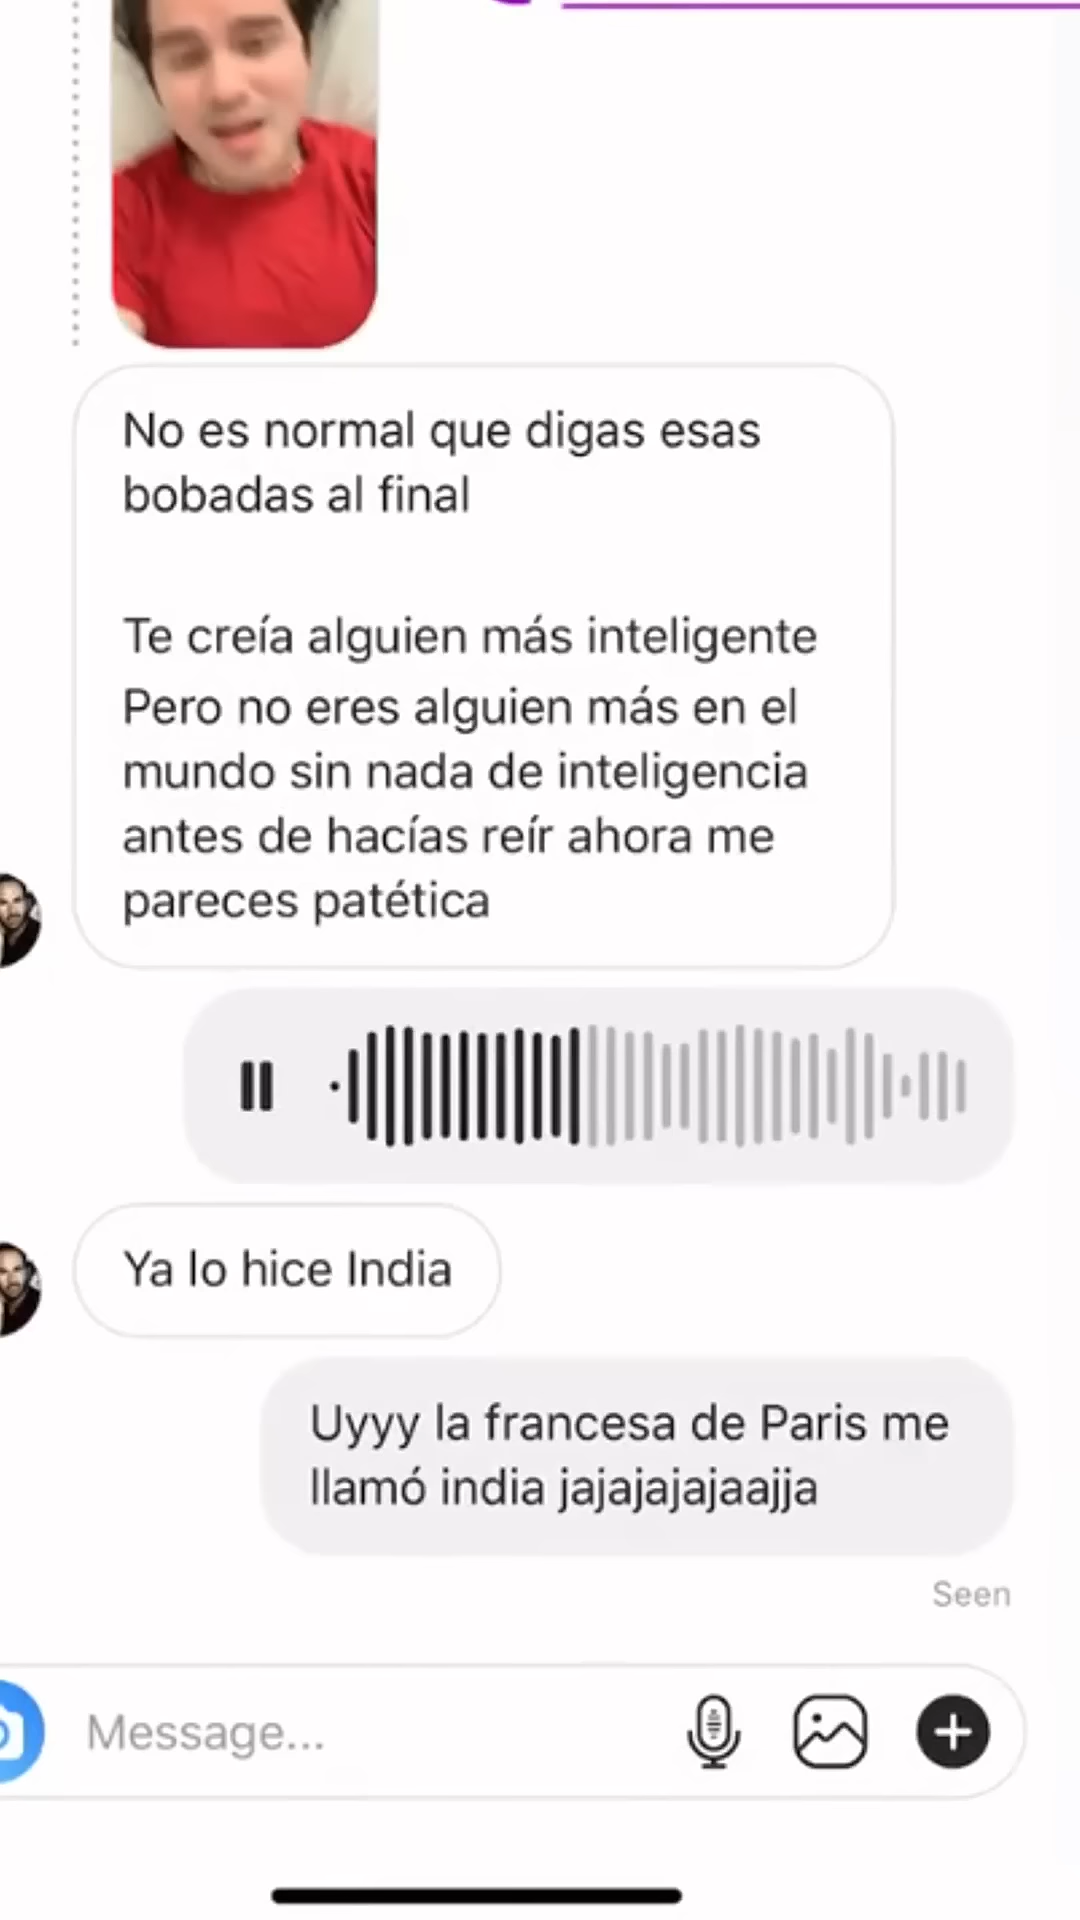 No es normal que digas esas
bobadas al final
Te creía alguien más inteligente
Pero no eres alguien más en el
mundo sin nada de inteligencia
antes de hacías reír ahora me
pareces patética
Ya lo hice India
Uyyy la francesa de Paris me
llamó india jajajajajaajja
Seen
Message...